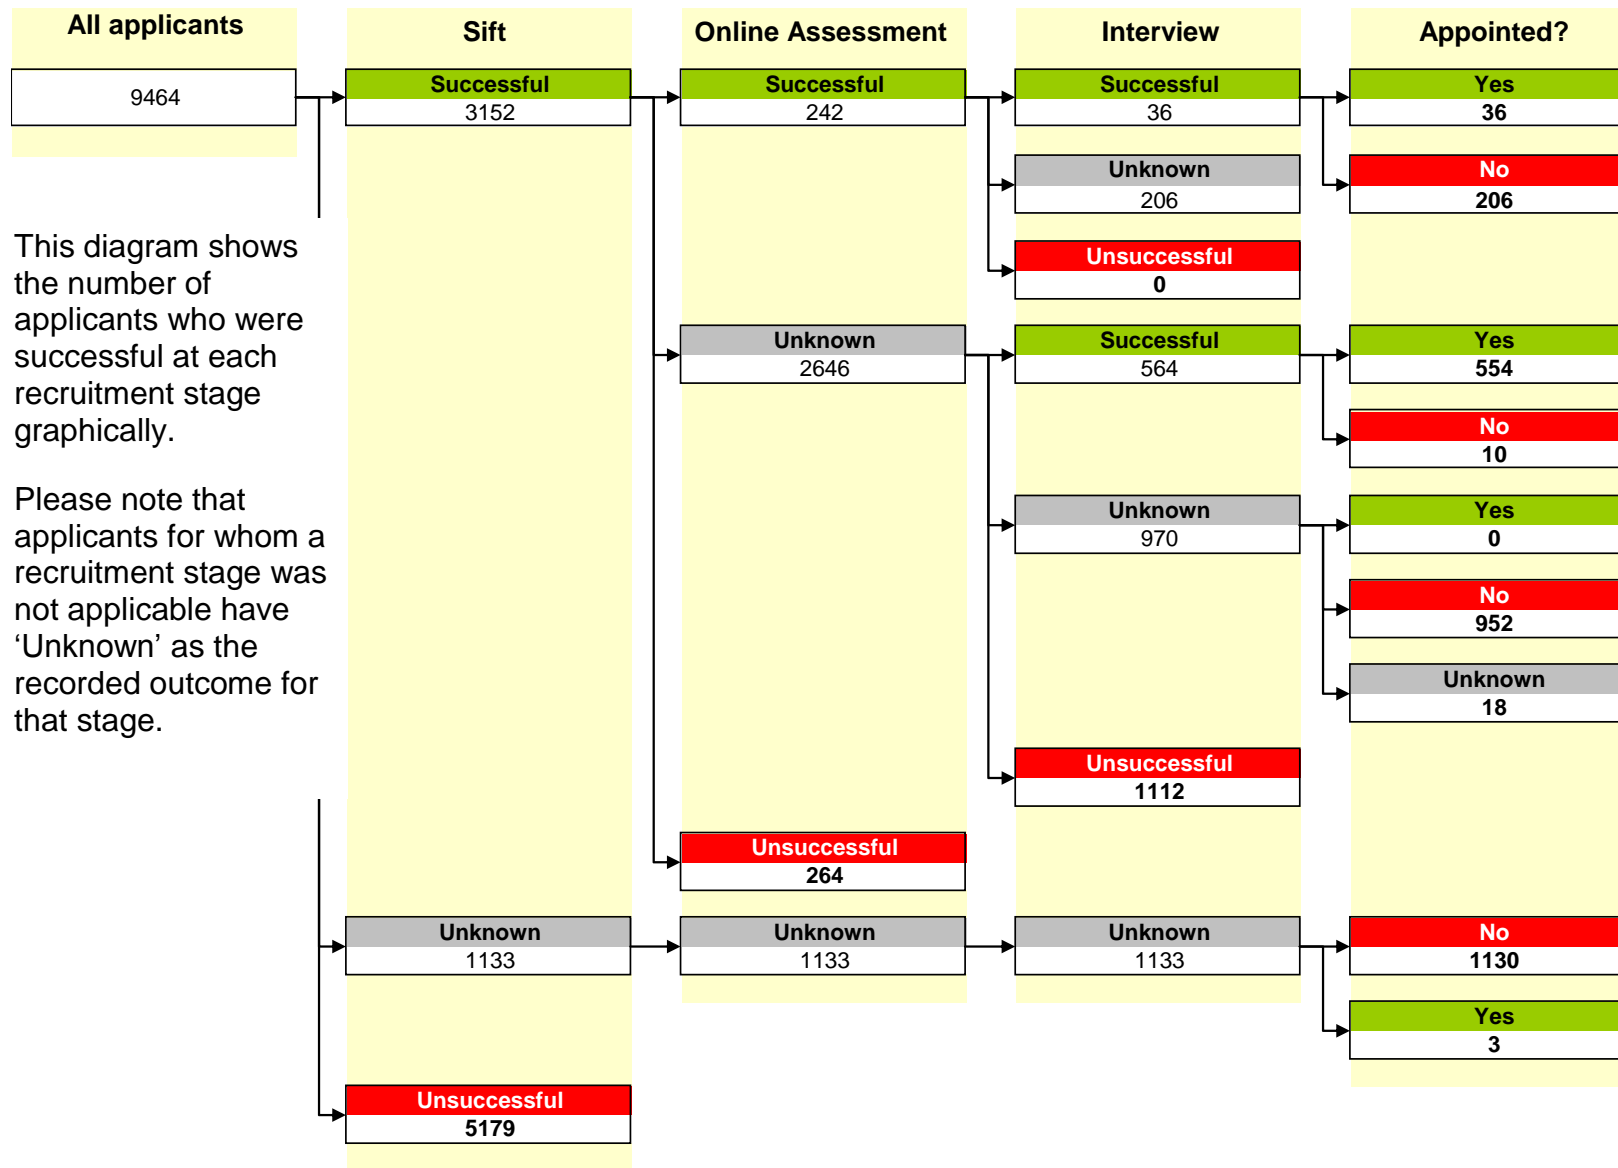 All applicants
Sift
Online Assessment
Interview
Appointed?
9464
Successful
3152
Successful
242
Successful
36
Yes
36
Unknown
206
No
206
Unsuccessful
0
This diagram shows
the number of
applicants who were
successful at each
recruitment stage
graphically.
Please note that
applicants for whom a
recruitment stage was
not applicable have
‘Unknown’ as the
recorded outcome for
that stage.
Unknown
2646
Successful
564
Yes
554
No
10
Unknown
970
Yes
0
No
952
Unknown
18
Unsuccessful
1112
Unsuccessful
264
Unknown
1133
Unknown
1133
Unknown
1133
No
1130
Yes
3
Unsuccessful
5179